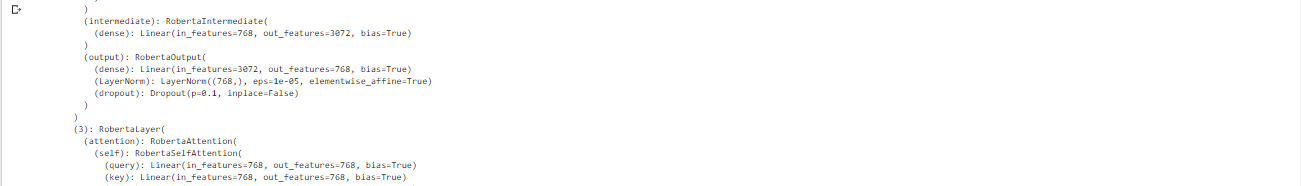 )
(intermediate): RobertaIntermediate(
(dense): Linear(in_features=768, out_features=3072, bias=True)
)
(output): RobertaOutput(
(dense): Linear(in_features=3072, out_features=768, bias=True)
(LayerNorm): LayerNorm((768,), eps=1e-05, elementwise_affine=True)
(dropout): Dropout(p=0.1, inplace=False)
)
)
(3): RobertaLayer(
(attention): RobertaAttention(
(self): RobertaSelfAttention(
(query): Linear(in_features=768, out_features=768, bias=True)
(key): Linear(in_features=768, out_features=768, bias=True)